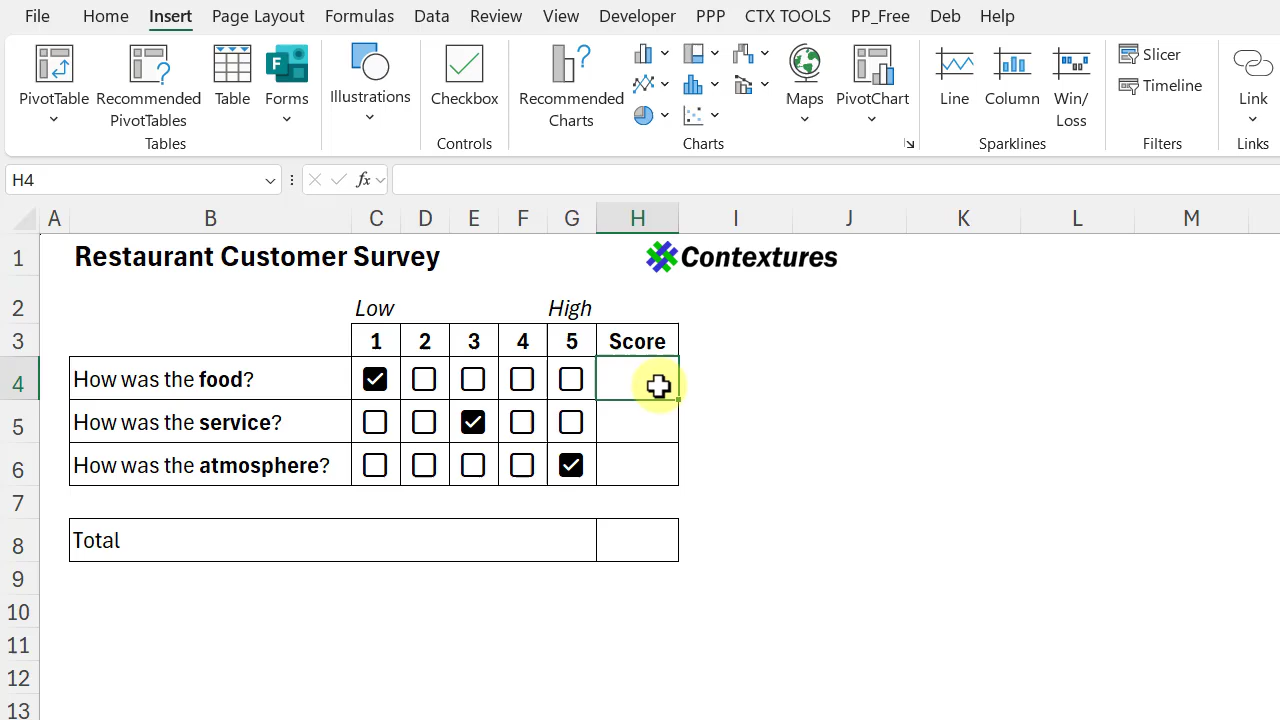 File Home Insert Page Layout Formulas Data Review View Developer PPP CTX TOOLS PP_Free Deb Help
PivotTable Recommended PivotTables Table Forms
Tables
Illustrations
Checkbox
Controls
Recommended Charts
Maps PivotChart
Charts
Line Column Win/ Loss
Sparklines
Slicer
Timeline
Filters
Link
Links
H4 fx
A B C D E F G H I J K L M
1 Restaurant Customer Survey Contextures
2 Low High
3 1 2 3 4 5 Score
4 How was the food?
5 How was the service?
6 How was the atmosphere?
7
8 Total
9
10
11
12
13